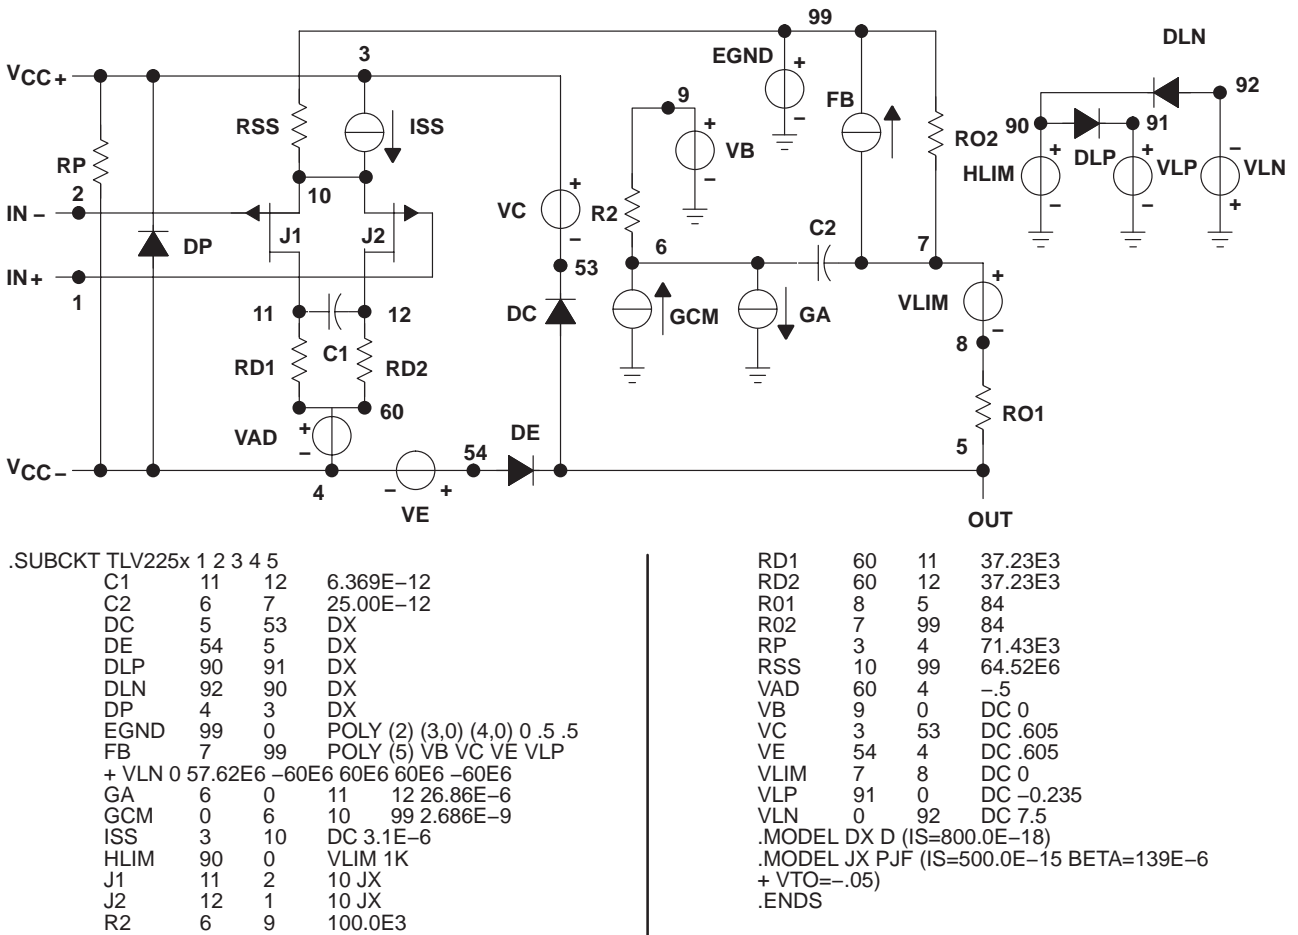 99
DLN
3
EGND
+
VCC+
9
FB
92
RSS
ISS
+
90
91
RP
VB
RO2
DLP
+
+
−
2
10
−
HLIM
VLP
VLN
IN −
VC
+
R2
C2
−
−
+
J1
J2
−
6
7
DP
IN+
53
+
1
VLIM
11
12
DC
GCM
GA
−
C1
8
RD1
RD2
60
RO1
VAD
+
DE
−
54
5
VCC−
4
−
+
VE
OUT
.SUBCKT TLV225x 1 2 3 4 5
C1 11 12 6.369E−12
C2 6 7 25.00E−12
DC 5 53 DX
DE 54 5 DX
DLP 90 91 DX
DLN 92 90 DX
DP 4 3 DX
EGND 99 0 POLY (2) (3,0) (4,0) 0 .5 .5
FB 7 99 POLY (5) VB VC VE VLP
+ VLN 0 57.62E6 −60E6 60E6 60E6 −60E6
GA 6 0 11 12 26.86E−6
GCM 0 6 10 99 2.686E−9
ISS 3 10 DC 3.1E−6
HLIM 90 0 VLIM 1K
J1 11 2 10 JX
J2 12 1 10 JX
R2 6 9 100.0E3
RD1 60 11 37.23E3
RD2 60 12 37.23E3
R01 8 5 84
R02 7 99 84
RP 3 4 71.43E3
RSS 10 99 64.52E6
VAD 60 4 −.5
VB 9 0 DC 0
VC 3 53 DC .605
VE 54 4 DC .605
VLIM 7 8 DC 0
VLP 91 0 DC −0.235
VLN 0 92 DC 7.5
.MODEL DX D (IS=800.0E−18)
.MODEL JX PJF (IS=500.0E−15 BETA=139E−6
+ VTO=−.05)
.ENDS